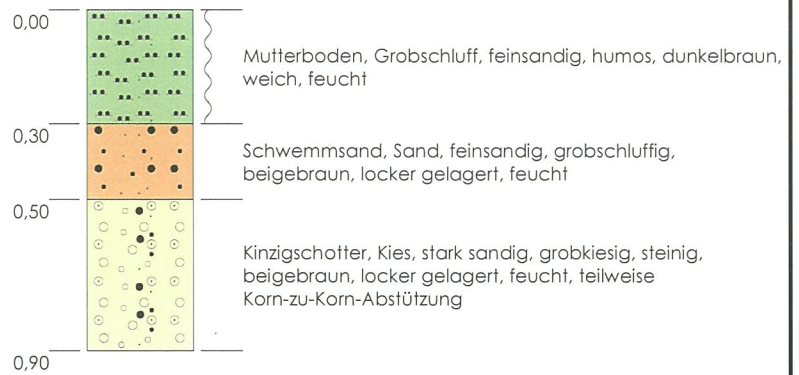 0,00
Mutterboden, Grobschluff, feinsandig, humos, dunkelbraun,
weich, feucht
0,30
Schwemmsand, Sand, feinsandig, grobschluffig,
beigebraun, locker gelagert, feucht
0,50
Kinzigschotter, Kies, stark sandig, grobkiesig, steinig,
beigebraun, locker gelagert, feucht, teilweise
Korn-zu-Korn-Abstützung
0,90